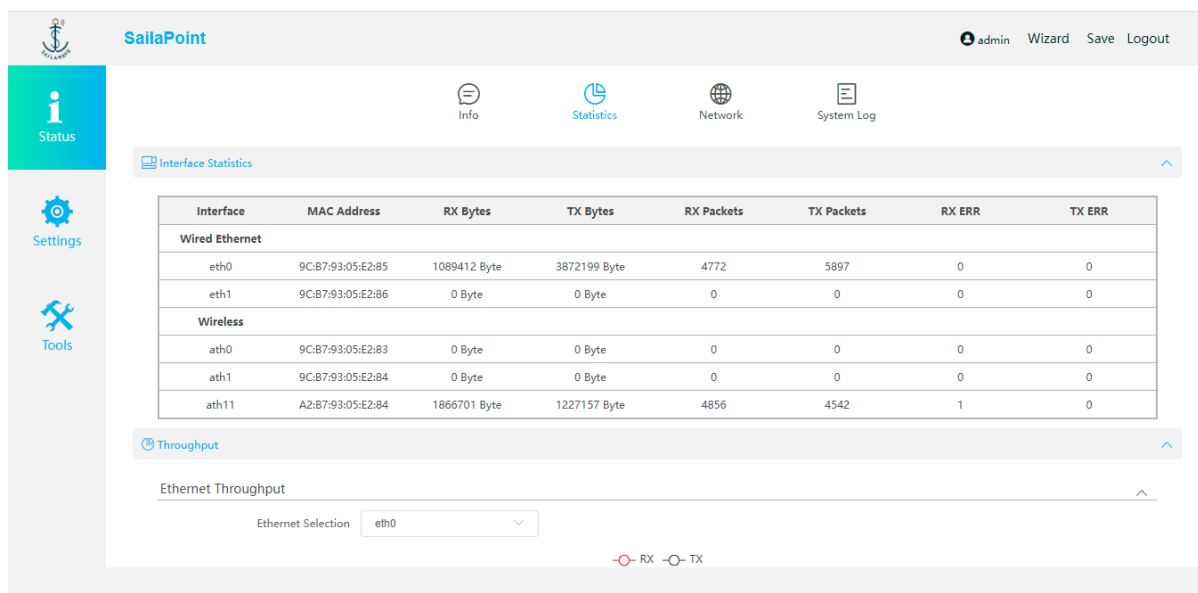 SAILAWAVE
SailaPoint
admin Wizard Save Logout
Status
Info Statistics Network System Log
Interface Statistics
Interface MAC Address RX Bytes TX Bytes RX Packets TX Packets RX ERR TX ERR
Wired Ethernet
eth0 9C:B7:93:05:E2:85 1089412 Byte 3872199 Byte 4772 5897 0 0
eth1 9C:B7:93:05:E2:86 0 Byte 0 Byte 0 0 0 0
Wireless
ath0 9C:B7:93:05:E2:83 0 Byte 0 Byte 0 0 0 0
ath1 9C:B7:93:05:E2:84 0 Byte 0 Byte 0 0 0 0
ath11 A2:B7:93:05:E2:84 1866701 Byte 1227157 Byte 4856 4542 1 0
Settings
Tools
Throughput
Ethernet Throughput
Ethernet Selection eth0
RX TX